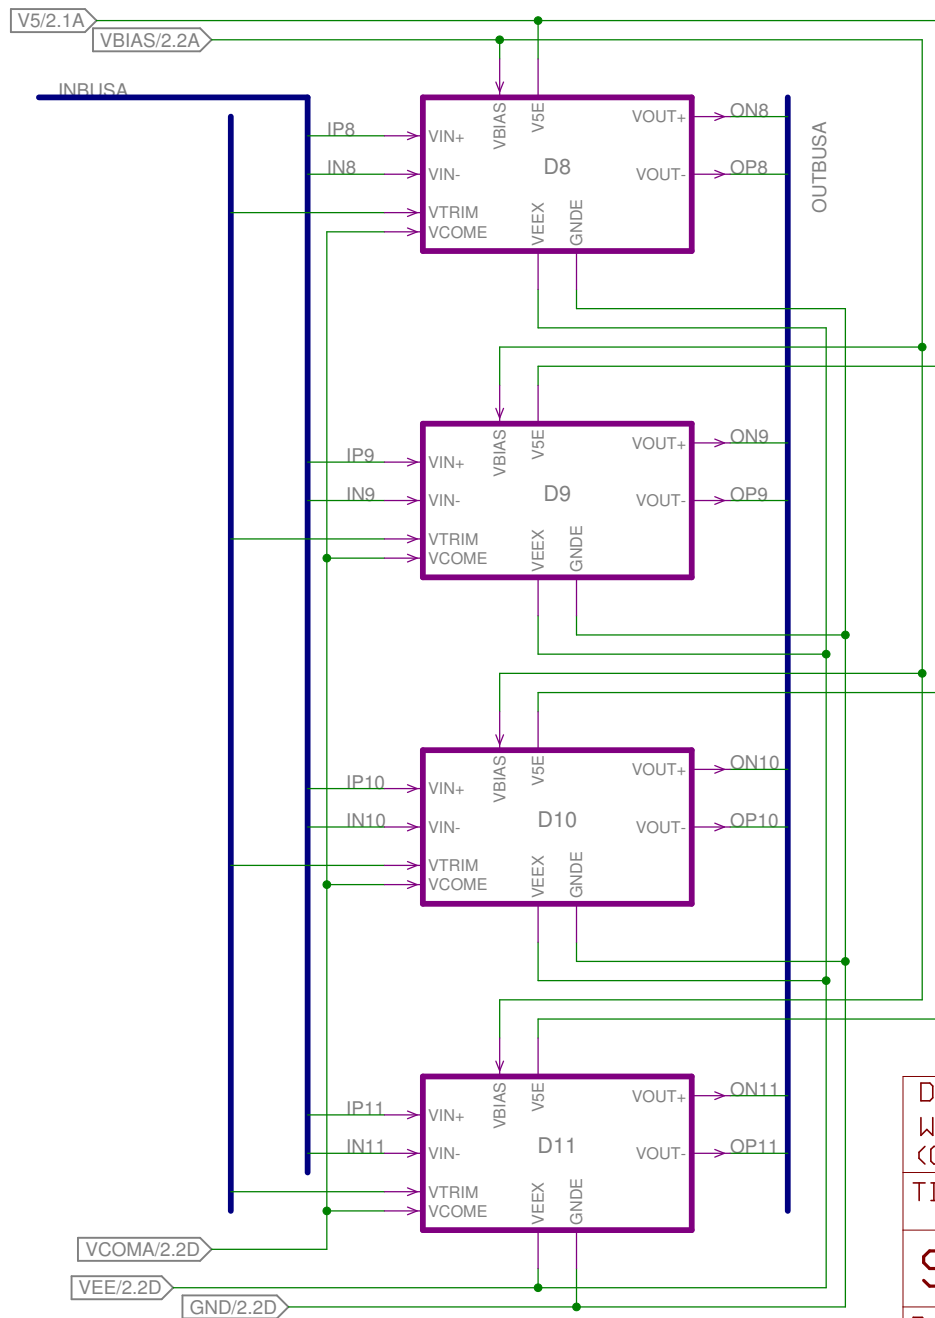 V5/2.1A
VBIAS/2.2A
INBUSA
OUTBUSA
IP8
IN8
VIN+
VIN-
VTRIM
VCOME
VBIAS
V5E
D8
VEEX
GNDE
VOUT+
VOUT-
ON8
OP8
IP9
IN9
VIN+
VIN-
VTRIM
VCOME
VBIAS
V5E
D9
VEEX
GNDE
VOUT+
VOUT-
ON9
OP9
IP10
IN10
VIN+
VIN-
VTRIM
VCOME
VBIAS
V5E
D10
VEEX
GNDE
VOUT+
VOUT-
ON10
OP10
IP11
IN11
VIN+
VIN-
VTRIM
VCOME
VBIAS
V5E
D11
VEEX
GNDE
VOUT+
VOUT-
ON11
OP11
VCOMA/2.2D
VEE/2.2D
GND/2.2D